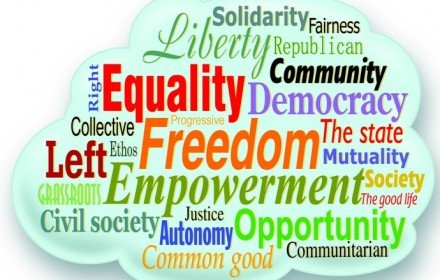 Solidarity
Fairness
Liberty
Republican
Right
Equality
Community
Democracy
Progressive
Collective
Freedom
The state
Left
Ethos
Mutuality
GRASSROOTS
Empowerment
Society
The good life
Civil society
Justice
Autonomy
Opportunity
Common good
Communitarian